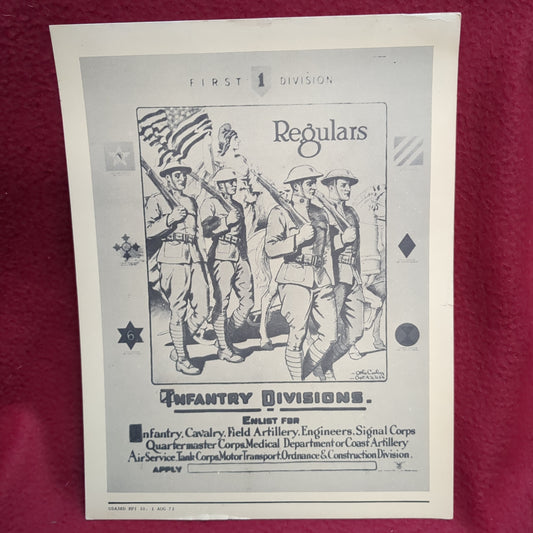 FIRST 1 DIVISION
Regulars
6
INFANTRY DIVISIONS.
ENLIST FOR
Infantry, Cavalry, Field Artillery, Engineers, Signal Corps
Quartermaster Corps, Medical Department or Coast Artillery
Air Service, Tank Corps, Motor Transport, Ordnance & Construction Division.
APPLY